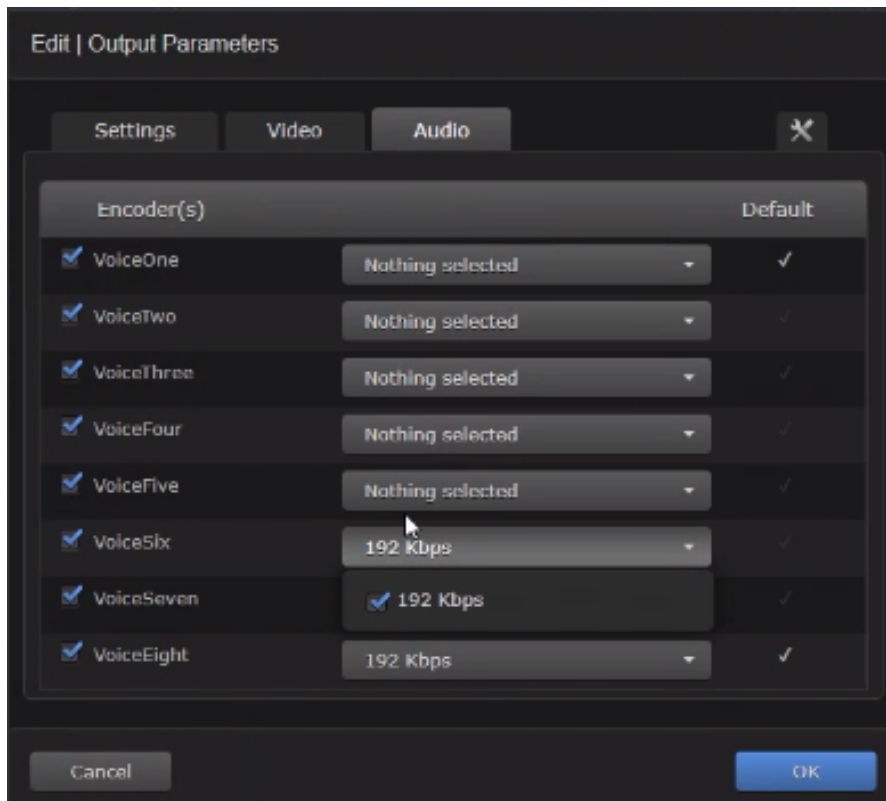 Edit | Output Parameters
Settings Video Audio
Encoder(s) Default
VoiceOne Nothing selected
VoiceTwo Nothing selected
VoiceThree Nothing selected
VoiceFour Nothing selected
VoiceFive Nothing selected
VoiceSix 192 Kbps
VoiceSeven 192 Kbps
VoiceEight 192 Kbps
Cancel OK